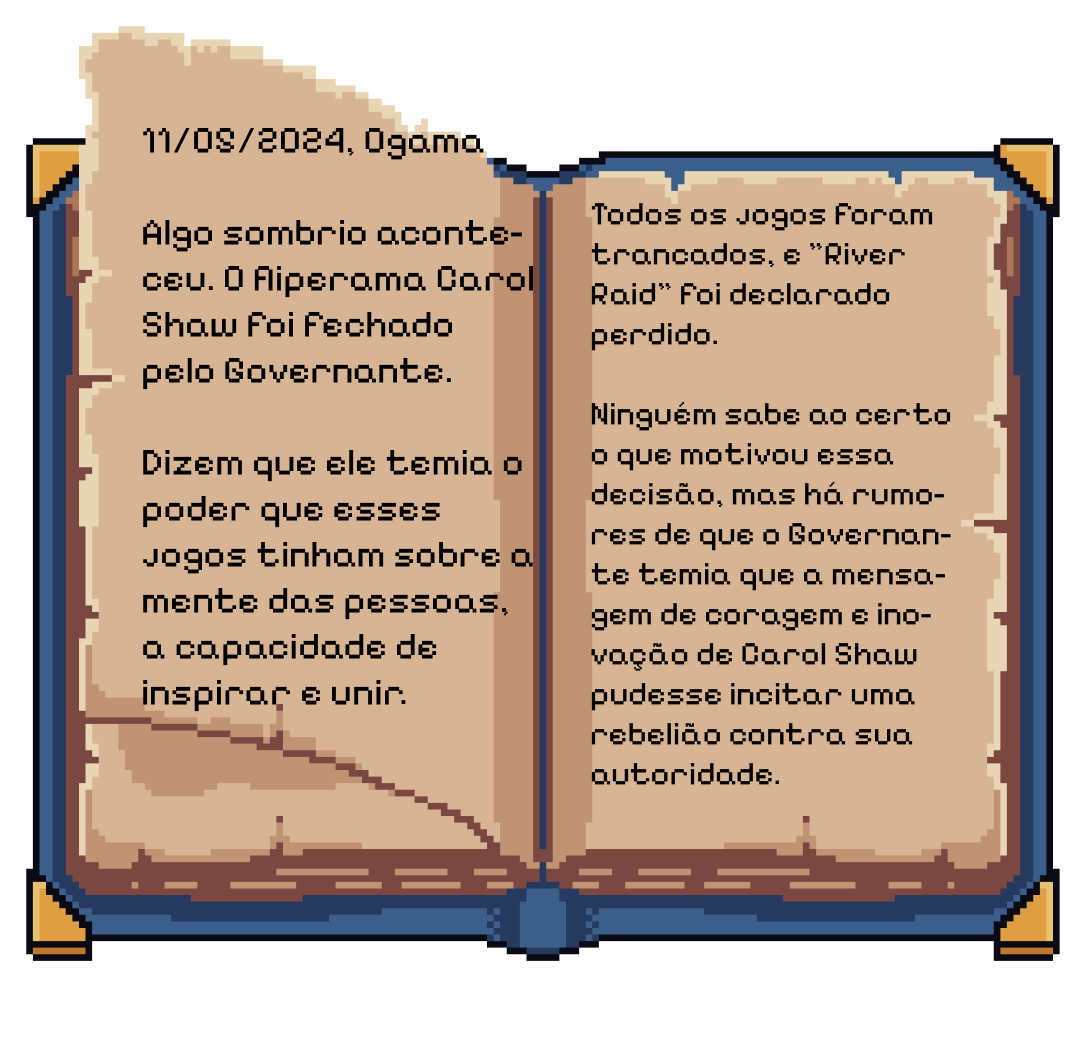 11/09/2024, Ogama
Algo sombrio aconte-
ceu. O Fliperama Carol
Shaw foi fechado
pelo Governante.
Dizem que ele temia o
poder que esses
jogos tinham sobre a
mente das pessoas,
a capacidade de
inspirar e unir.
Todos os jogos foram
trancados, e "River
Raid" foi declarado
perdido.
Ninguém sabe ao certo
o que motivou essa
decisão, mas há rumo-
res de que o Governan-
te temia que a mensa-
gem de coragem e ino-
vação de Carol Shaw
pudesse incitar uma
rebelião contra sua
autoridade.